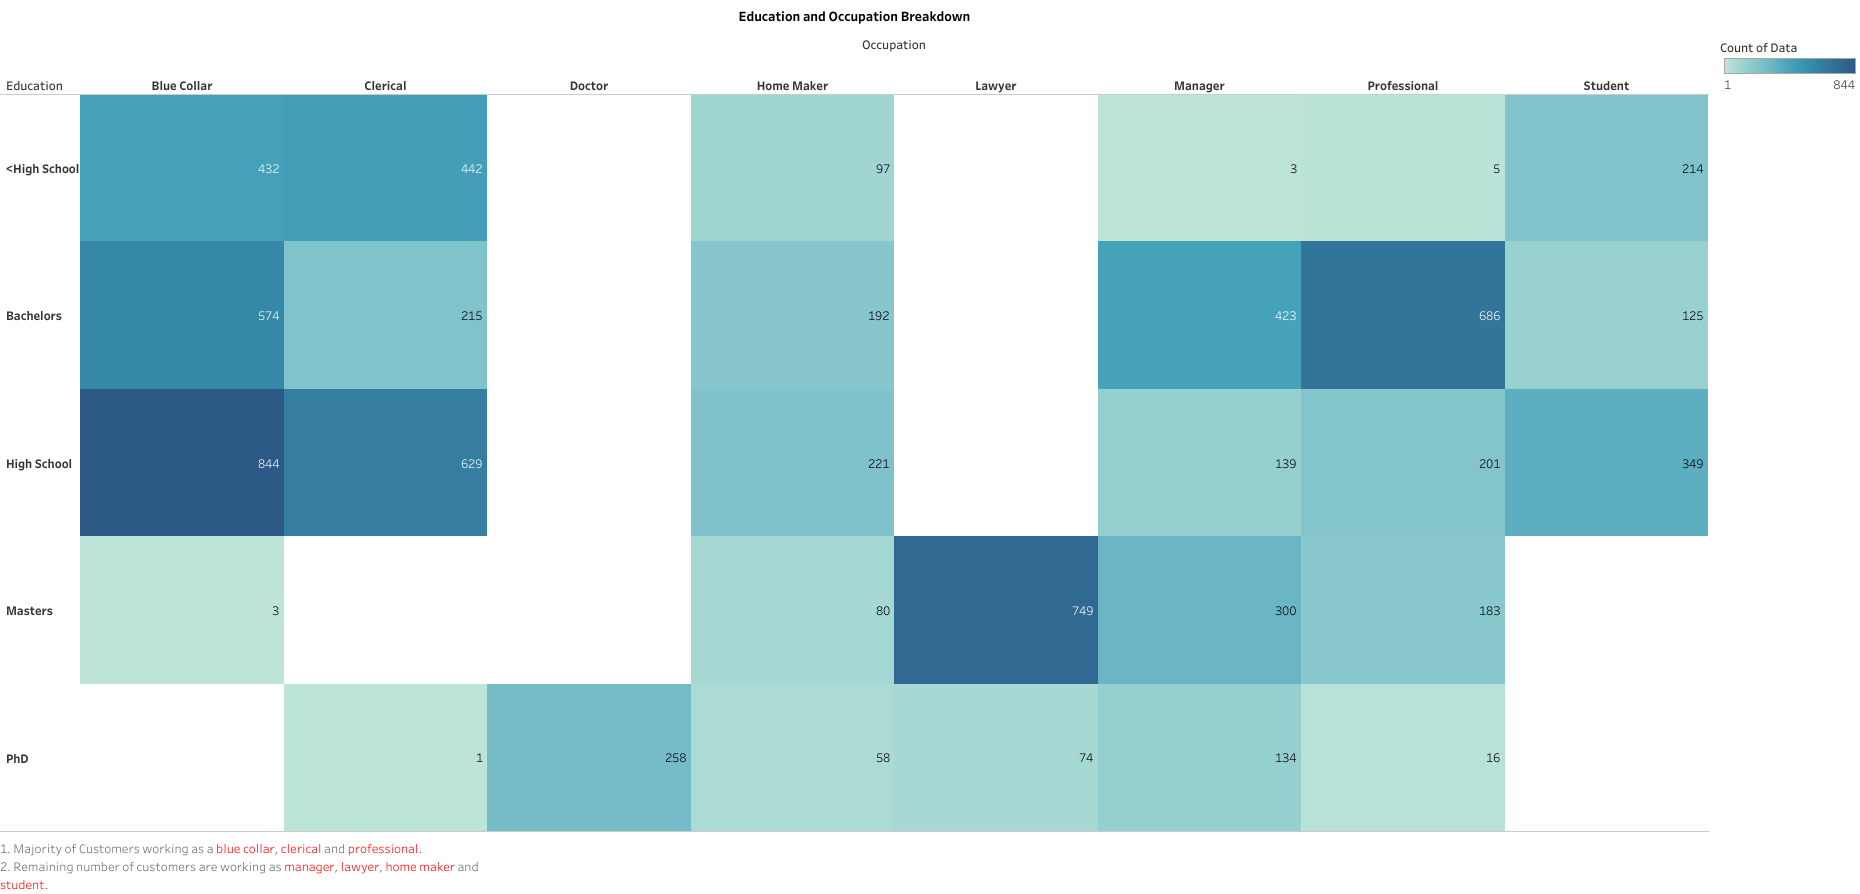 Education and Occupation Breakdown
Occupation
Count of Data
1 844
Education Blue Collar Clerical Doctor Home Maker Lawyer Manager Professional Student
<High School 432 442 97 3 5 214
Bachelors 574 215 192 423 686 125
High School 844 629 221 139 201 349
Masters 3 80 749 300 183
PhD 1 258 58 74 134 16
1. Majority of Customers working as a blue collar, clerical and professional.
2. Remaining number of customers are working as manager, lawyer, home maker and
student.